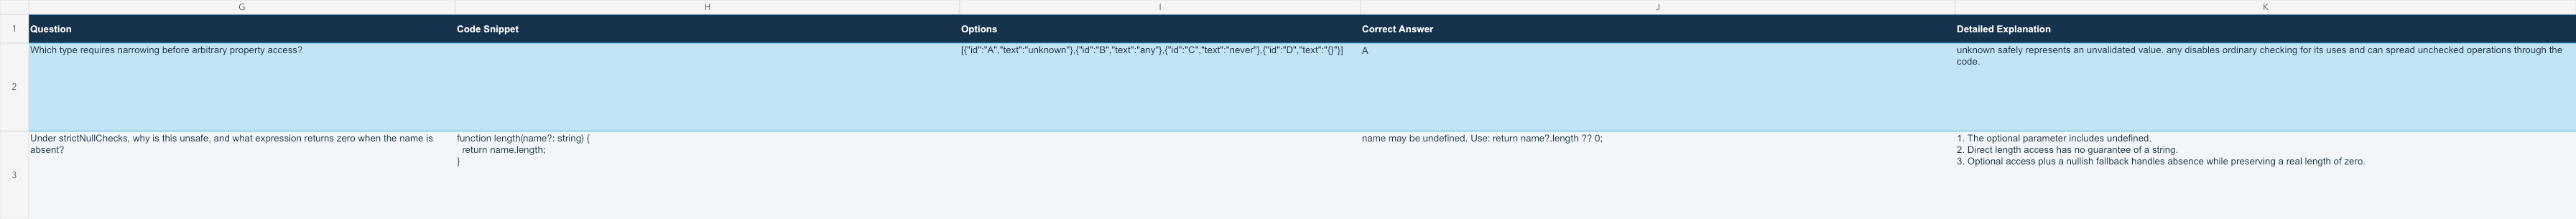 G H I J K
1 Question Code Snippet Options Correct Answer Detailed Explanation
2
Which type requires narrowing before arbitrary property access?
[{"id":"A","text":"unknown"},{"id":"B","text":"any"},{"id":"C","text":"never"},{"id":"D","text":"{}"}]
A
unknown safely represents an unvalidated value. any disables ordinary checking for its uses and can spread unchecked operations through the
code.
3
Under strictNullChecks, why is this unsafe, and what expression returns zero when the name is
absent?
function length(name?: string) {
  return name.length;
}
name may be undefined. Use: return name?.length ?? 0;
1. The optional parameter includes undefined.
2. Direct length access has no guarantee of a string.
3. Optional access plus a nullish fallback handles absence while preserving a real length of zero.